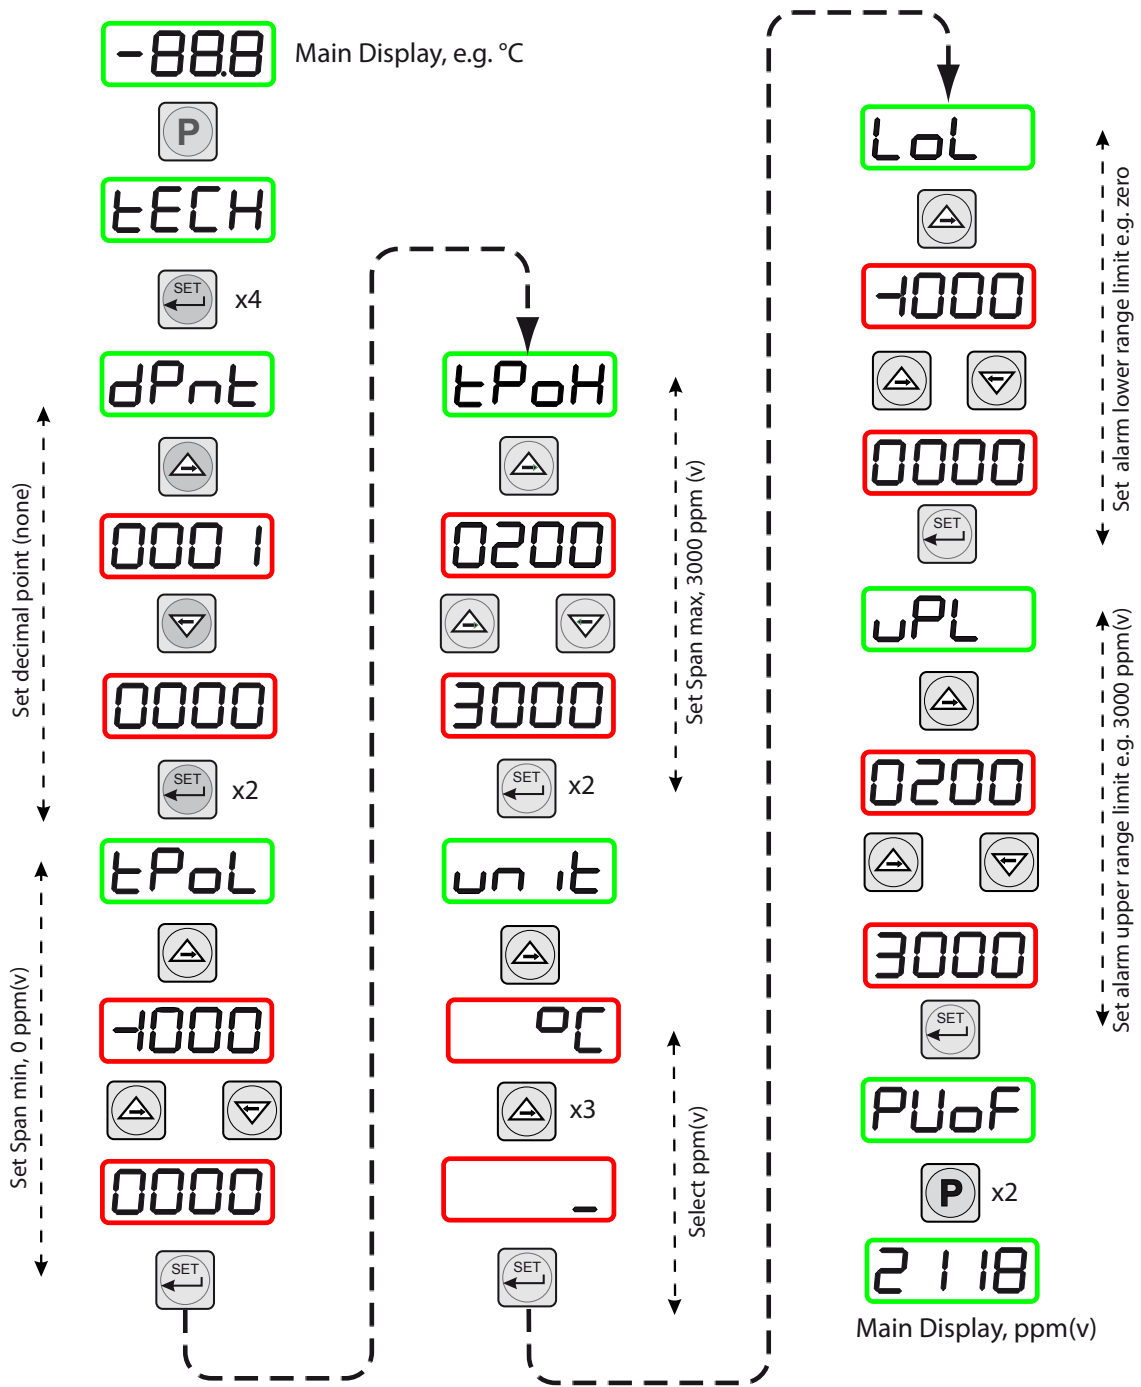 -88.8
Main Display, e.g. °C
P
tECH
SET
x4
dPnt
0001
0000
Set decimal point (none)
SET
x2
tPoL
-1000
0000
Set Span min, 0 ppm(v)
SET
tPoH
0200
3000
Set Span max, 3000 ppm (v)
SET
x2
unit
°C
x3
_
Select ppm(v)
SET
LoL
-1000
0000
Set alarm lower range limit e.g. zero
SET
uPL
0200
3000
Set alarm upper range limit e.g. 3000 ppm(v)
SET
PUoF
P
x2
2118
Main Display, ppm(v)